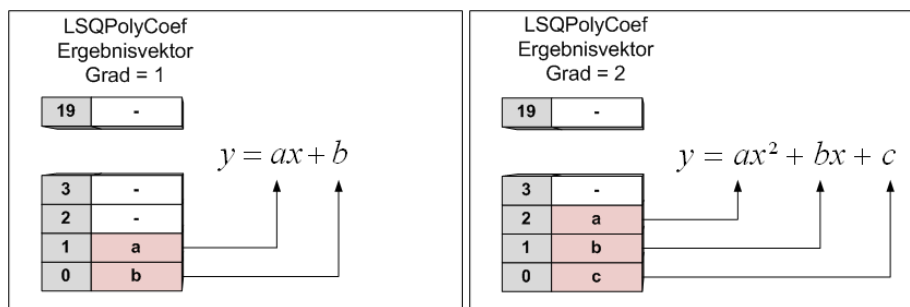 LSQPolyCoef
Ergebnisvektor
Grad = 1
19 -
y = ax + b
3 -
2 -
1 a
0 b
LSQPolyCoef
Ergebnisvektor
Grad = 2
19 -
y = ax² + bx + c
3 -
2 a
1 b
0 c